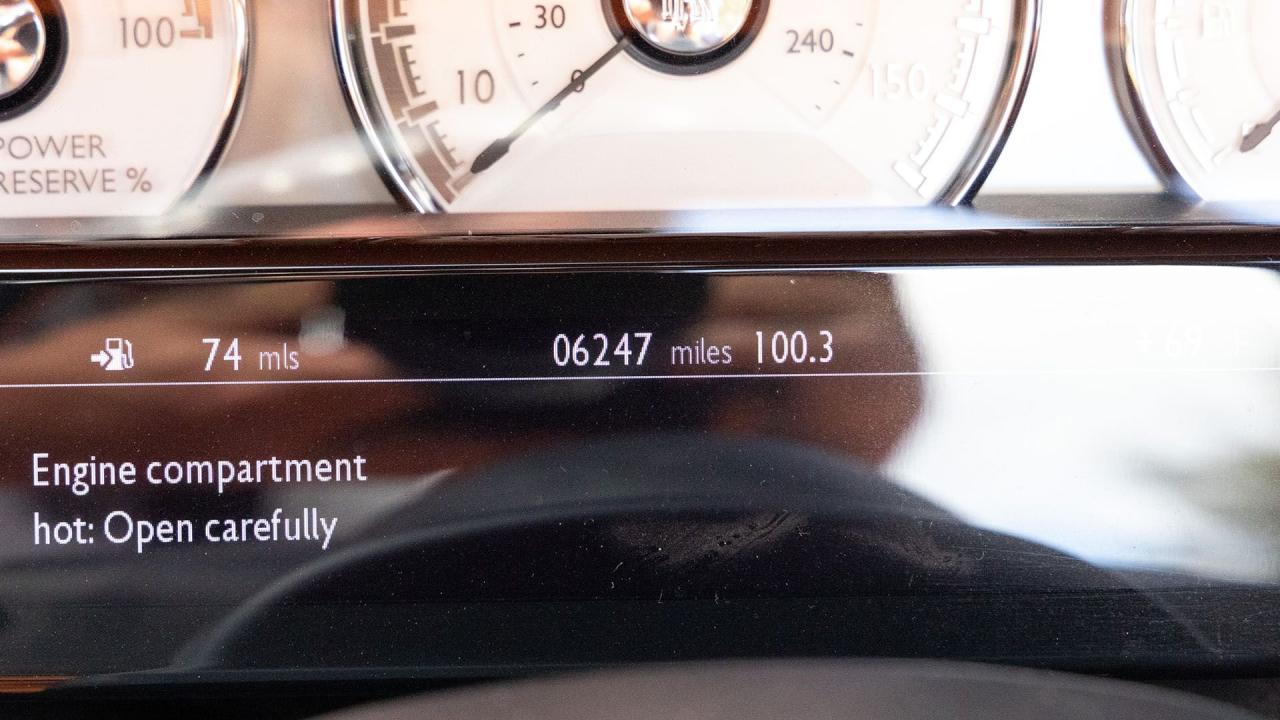 100
POWER
RESERVE %
30
10
0
240
150
74 mls
06247 miles 100.3
+ 69
Engine compartment
hot: Open carefully